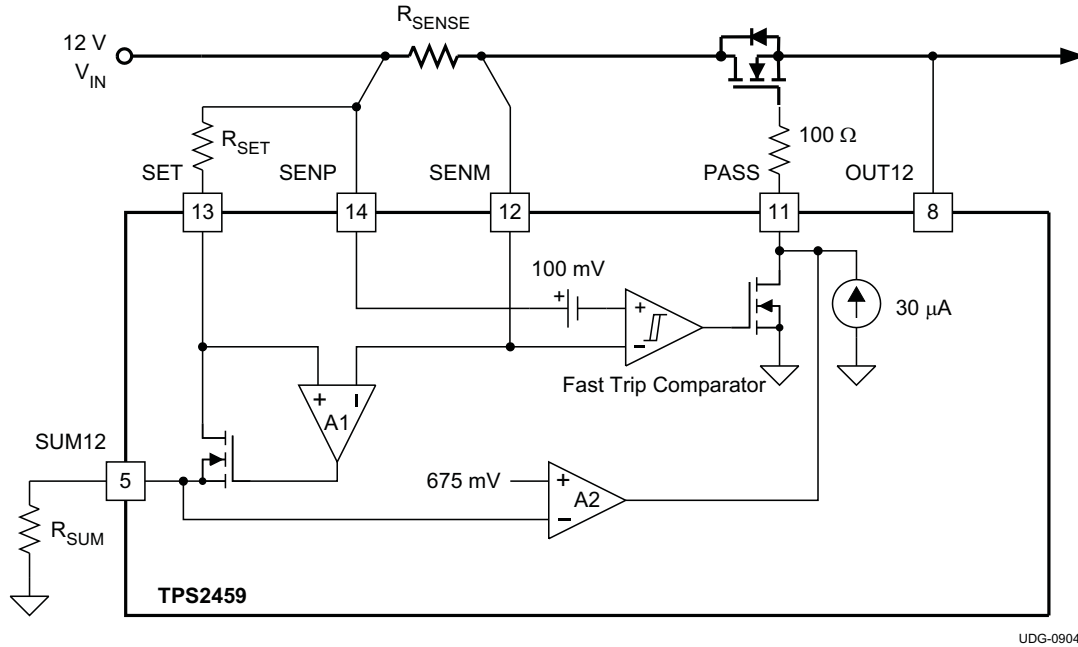 R_SENSE
12 V
V_IN
R_SET
100 Ω
SET
SENP
SENM
PASS
OUT12
13
14
12
11
8
100 mV
+
+
−
30 μA
Fast Trip Comparator
+
−
A1
SUM12
5
675 mV
+
−
A2
R_SUM
TPS2459
UDG-0904